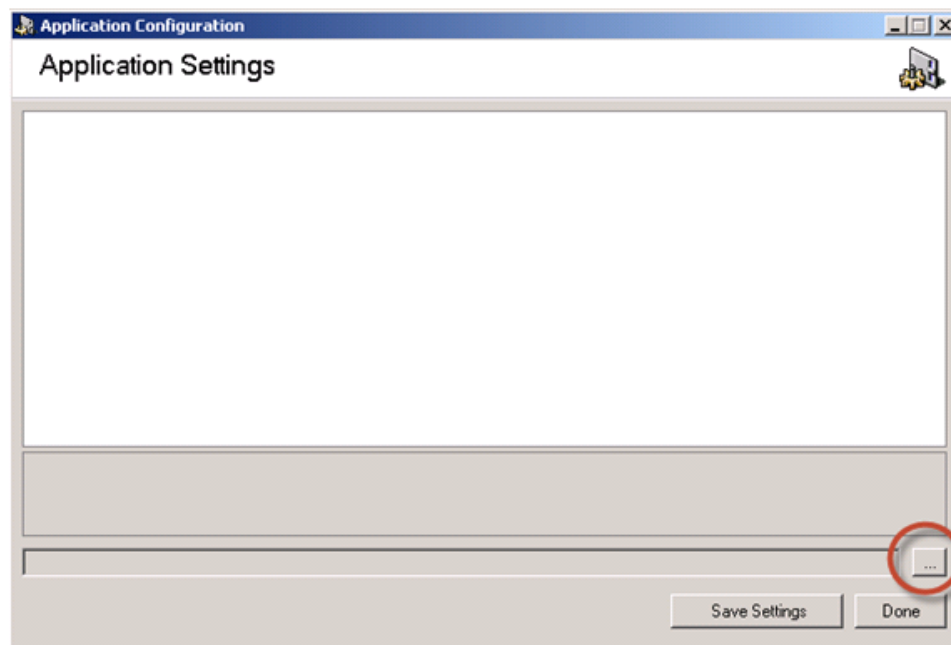 Application Configuration
Application Settings
...
Save Settings
Done